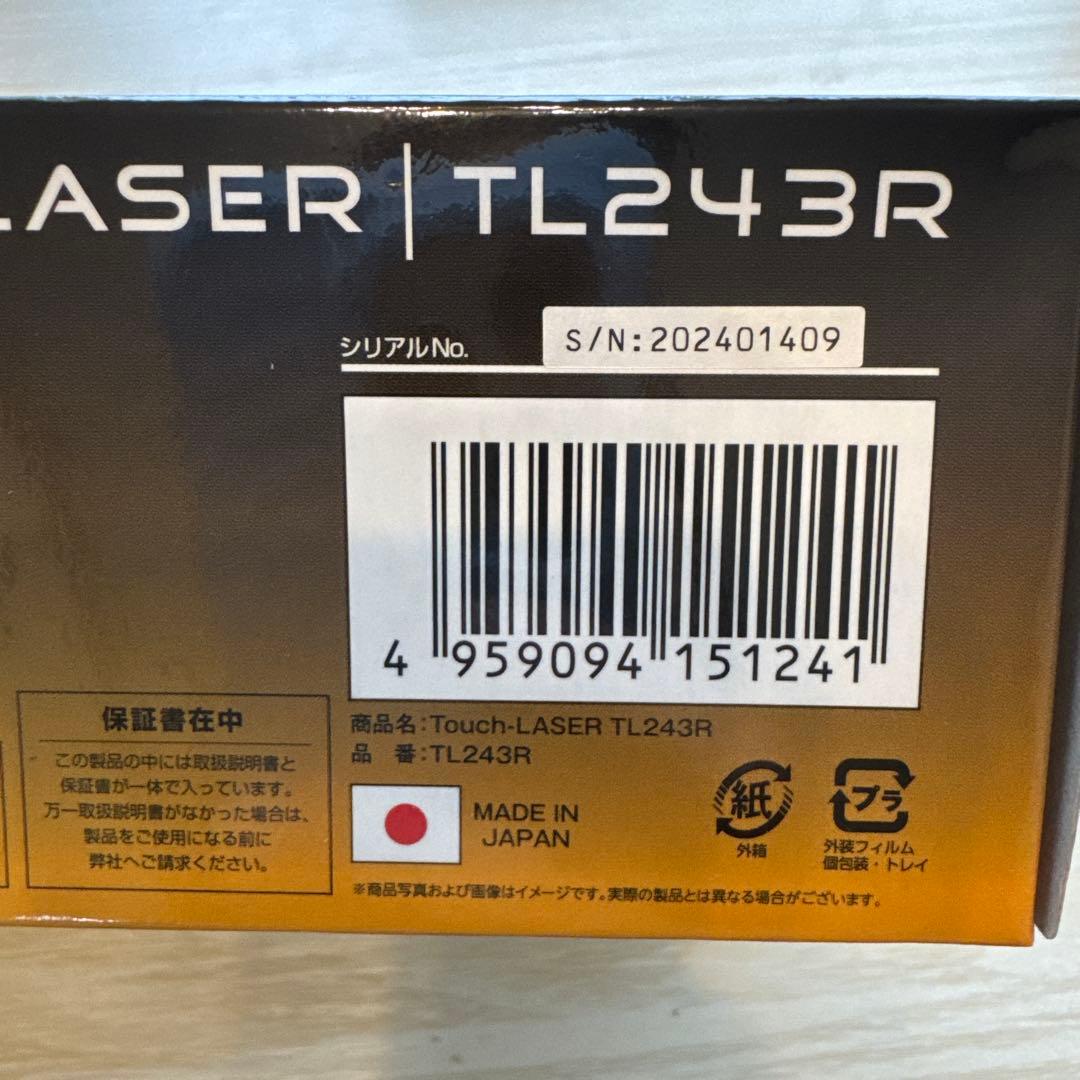 LASER|TL243R
シリアルNo.
S/N:202401409
4 959094 151241
商品名:Touch-LASER TL243R
品 番:TL243R
保証書在中
この製品の中には取扱説明書と
保証書が一体で入っています。
万一取扱説明書がなかった場合は、
製品をご使用になる前に
弊社へご請求ください。
MADE IN
JAPAN
紙
外箱
プラ
外装フィルム
個包装・トレイ
※商品写真および画像はイメージです。実際の製品とは異なる場合がございます。